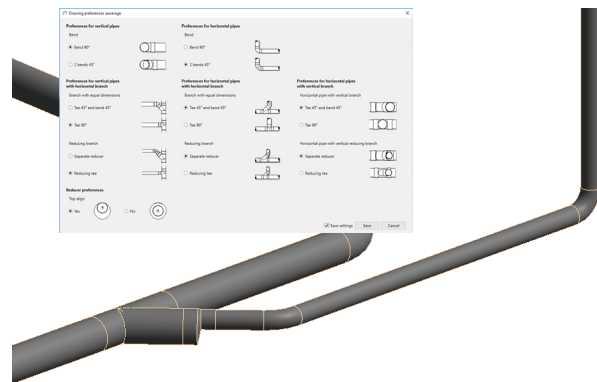 Drawing preferences sewerage
Preferences for vertical pipes
Bend
Bend 90°
2 bends 45°
Preferences for horizontal pipes
Bend
Bend 90°
2 bends 45°
Preferences for vertical pipes
with horizontal branch
Branch with equal dimensions
Tee 45° and bend 45°
Tee 90°
Reducing branch
Separate reducer
Reducing tee
Preferences for horizontal pipes
with horizontal branch
Branch with equal dimensions
Tee 45° and bend 45°
Tee 90°
Reducing branch
Separate reducer
Reducing tee
Preferences for horizontal pipes
with vertical branch
Horizontal pipe with vertical branch
Tee 45° and bend 45°
Tee 90°
Horizontal pipe with vertical reducing branch
Separate reducer
Reducing tee
Reducer preferences
Top align
Yes
No
Save settings
Save
Cancel